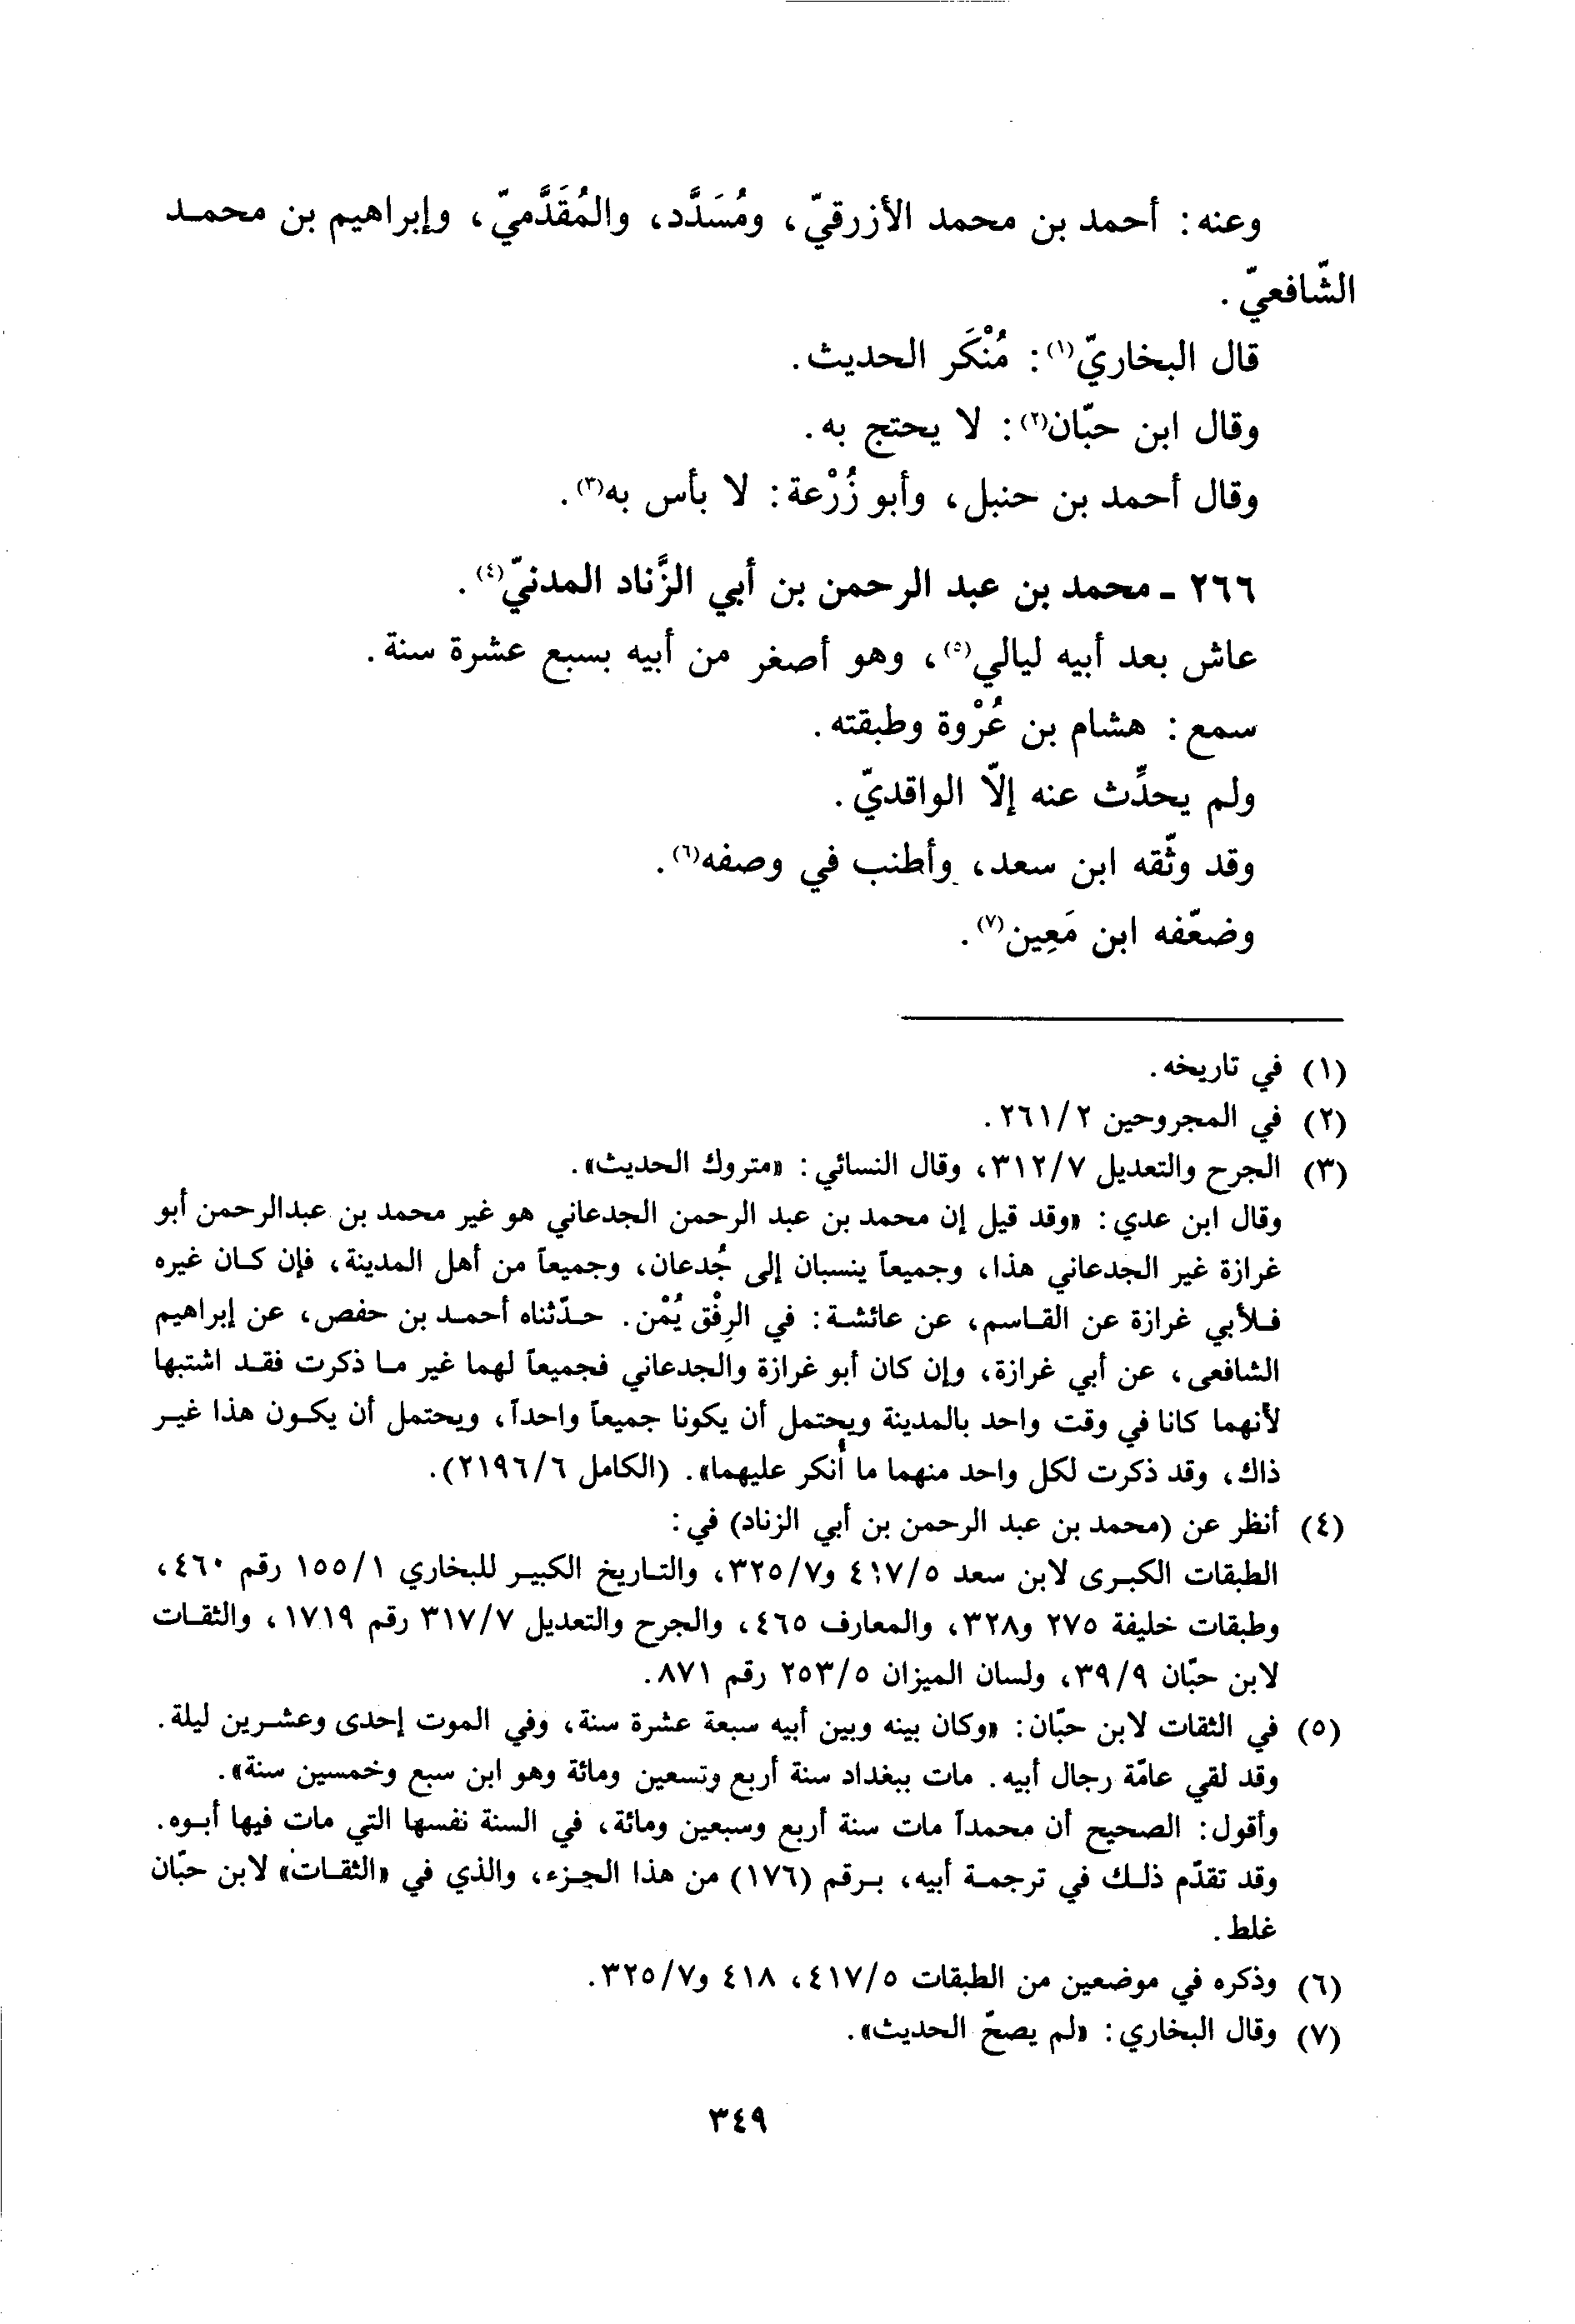 وعنه: أحمد بن محمد الأزرقيّ، ومُسَدَّد، والمُقَدَّميّ، وإبراهيم بن محمد
الشّافعيّ.
قال البخاريّ(١): مُنْكَر الحديث.
وقال ابن حبّان(٢): لا يحتج به.
وقال أحمد بن حنبل، وأبو زُرْعة: لا بأس به(٣).
٢٦٦ - محمد بن عبد الرحمن بن أبي الزَّناد المدنيّ(٤).
عاش بعد أبيه ليالي(٥)، وهو أصغر من أبيه بسبع عشرة سنة.
سمع: هشام بن عُرْوة وطبقته.
ولم يحدِّث عنه إلّا الواقديّ.
وقد وثّقه ابن سعد، وأطنب في وصفه(٦).
وضعّفه ابن مَعِين(٧).
(١) في تاريخه.
(٢) في المجروحين ٢/٢٦١.
(٣) الجرح والتعديل ٧/٣١٢، وقال النسائي: «متروك الحديث».
وقال ابن عدي: «وقد قيل إن محمد بن عبد الرحمن الجدعاني هو غير محمد بن عبدالرحمن أبو
غرازة غير الجدعاني هذا، وجميعاً ينسبان إلى جُدعان، وجميعاً من أهل المدينة، فإن كان غيره
فلأبي غرازة عن القاسم، عن عائشة: في الرِفْق يُمْن. حدّثناه أحمد بن حفص، عن إبراهيم
الشافعى، عن أبي غرازة، وإن كان أبو غرازة والجدعاني فجميعاً لهما غير ما ذكرت فقد اشتبها
لأنهما كانا في وقت واحد بالمدينة ويحتمل أن يكونا جميعاً واحداً، ويحتمل أن يكون هذا غير
ذاك، وقد ذكرت لكل واحد منهما ما أُنكر عليهما». (الكامل ٦/٢١٩٦).
(٤) أنظر عن (محمد بن عبد الرحمن بن أبي الزناد) في:
الطبقات الكبرى لابن سعد ٥/٤١٧ و٧/٣٢٥، والتاريخ الكبير للبخاري ١/١٥٥ رقم ٤٦٠،
وطبقات خليفة ٢٧٥ و٣٢٨، والمعارف ٤٦٥، والجرح والتعديل ٧/٣١٧ رقم ١٧١٩، والثقات
لابن حبّان ٩/٣٩، ولسان الميزان ٥/٢٥٣ رقم ٨٧١.
(٥) في الثقات لابن حبّان: «وكان بينه وبين أبيه سبعة عشرة سنة، وفي الموت إحدى وعشرين ليلة.
وقد لقي عامّة رجال أبيه. مات ببغداد سنة أربع وتسعين ومائة وهو ابن سبع وخمسين سنة».
وأقول: الصحيح أن محمداً مات سنة أربع وسبعين ومائة، في السنة نفسها التي مات فيها أبوه.
وقد تقدّم ذلك في ترجمة أبيه، برقم (١٧٦) من هذا الجزء، والذي في «الثقات» لابن حبّان
غلط.
(٦) وذكره في موضعين من الطبقات ٥/٤١٧، ٤١٨ و٧/٣٢٥.
(٧) وقال البخاري: «لم يصحّ الحديث».
٣٤٩